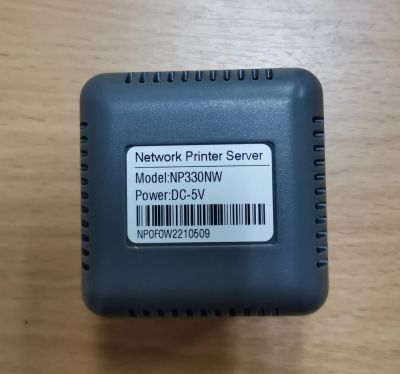 Network Printer Server
Model:NP330NW
Power:DC-5V
NP0F0W2210509